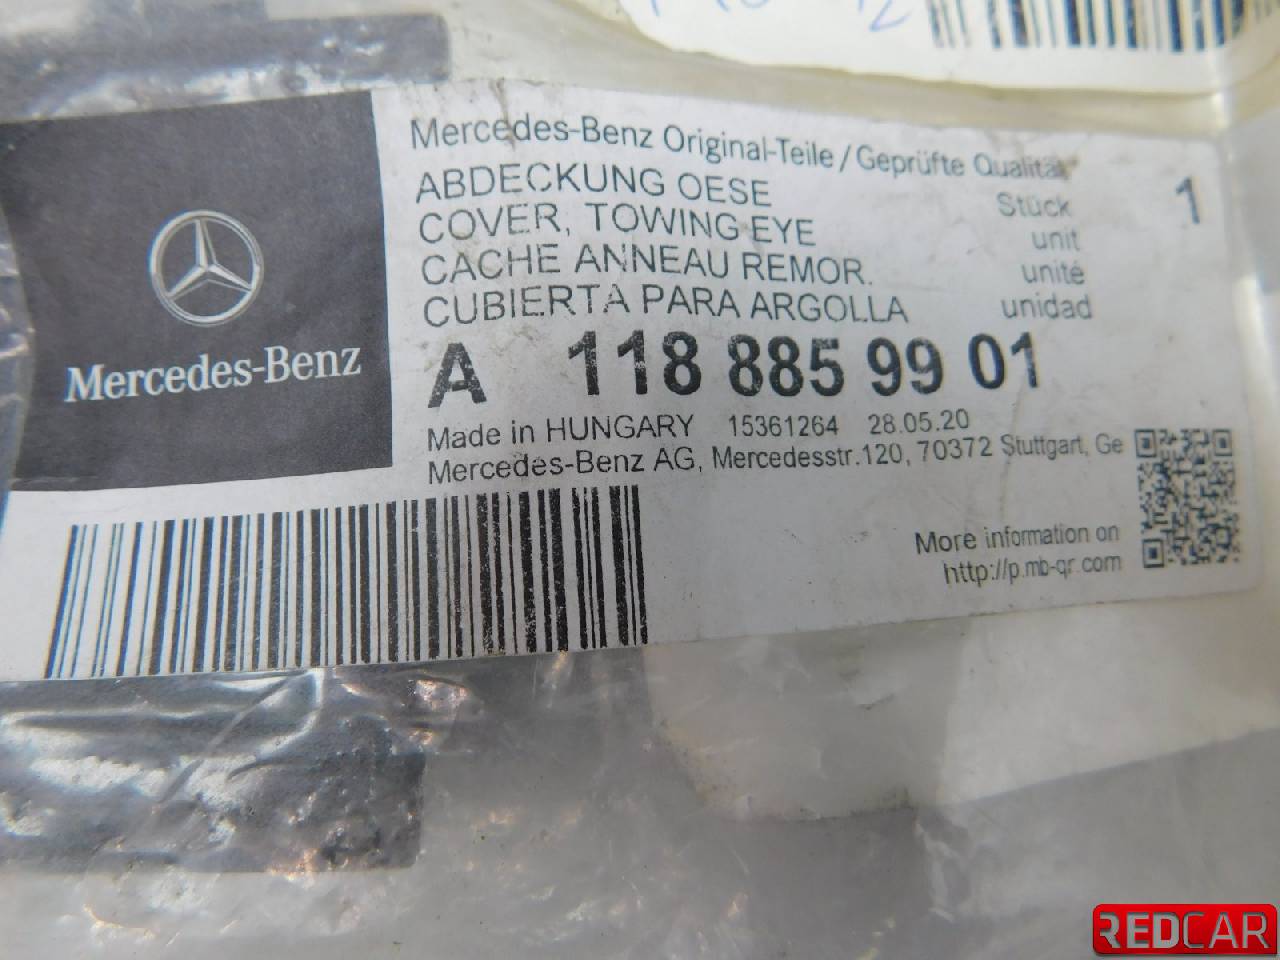 Mercedes-Benz Original-Teile / Geprüfte Qualität
ABDECKUNG OESE
COVER, TOWING EYE
CACHE ANNEAU REMOR.
CUBIERTA PARA ARGOLLA
Stück 1
unit
unité
unidad
A 118 885 99 01
Mercedes-Benz
Made in HUNGARY 15361264 28.05.20
Mercedes-Benz AG, Mercedesstr.120, 70372 Stuttgart, Ge
More information on
http://p.mb-qr.com
REDCAR